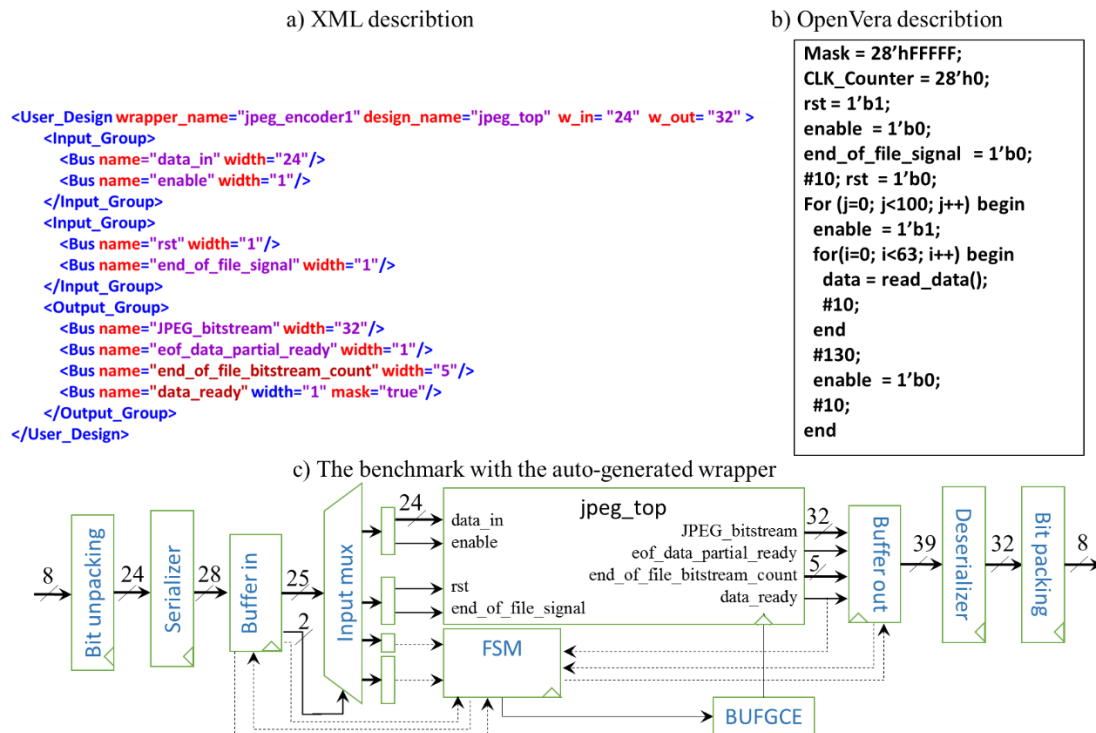 a) XML describtion
<User_Design wrapper_name="jpeg_encoder1" design_name="jpeg_top" w_in= "24" w_out= "32" >
<Input_Group>
<Bus name="data_in" width="24"/>
<Bus name="enable" width="1"/>
</Input_Group>
<Input_Group>
<Bus name="rst" width="1"/>
<Bus name="end_of_file_signal" width="1"/>
</Input_Group>
<Output_Group>
<Bus name="JPEG_bitstream" width="32"/>
<Bus name="eof_data_partial_ready" width="1"/>
<Bus name="end_of_file_bitstream_count" width="5"/>
<Bus name="data_ready" width="1" mask="true"/>
</Output_Group>
</User_Design>
b) OpenVera describtion
Mask = 28'hFFFFF;
CLK_Counter = 28'h0;
rst = 1'b1;
enable = 1'b0;
end_of_file_signal = 1'b0;
#10; rst = 1'b0;
For (j=0; j<100; j++) begin
enable = 1'b1;
for(i=0; i<63; i++) begin
data = read_data();
#10;
end
#130;
enable = 1'b0;
#10;
end
c) The benchmark with the auto-generated wrapper
8
Bit unpacking
24
Serializer
28
Buffer in
25
2
Input mux
24
jpeg_top
data_in
enable
rst
end_of_file_signal
JPEG_bitstream
eof_data_partial_ready
end_of_file_bitstream_count
data_ready
32
5
FSM
BUFGCE
Buffer out
39
Deserializer
32
Bit packing
8